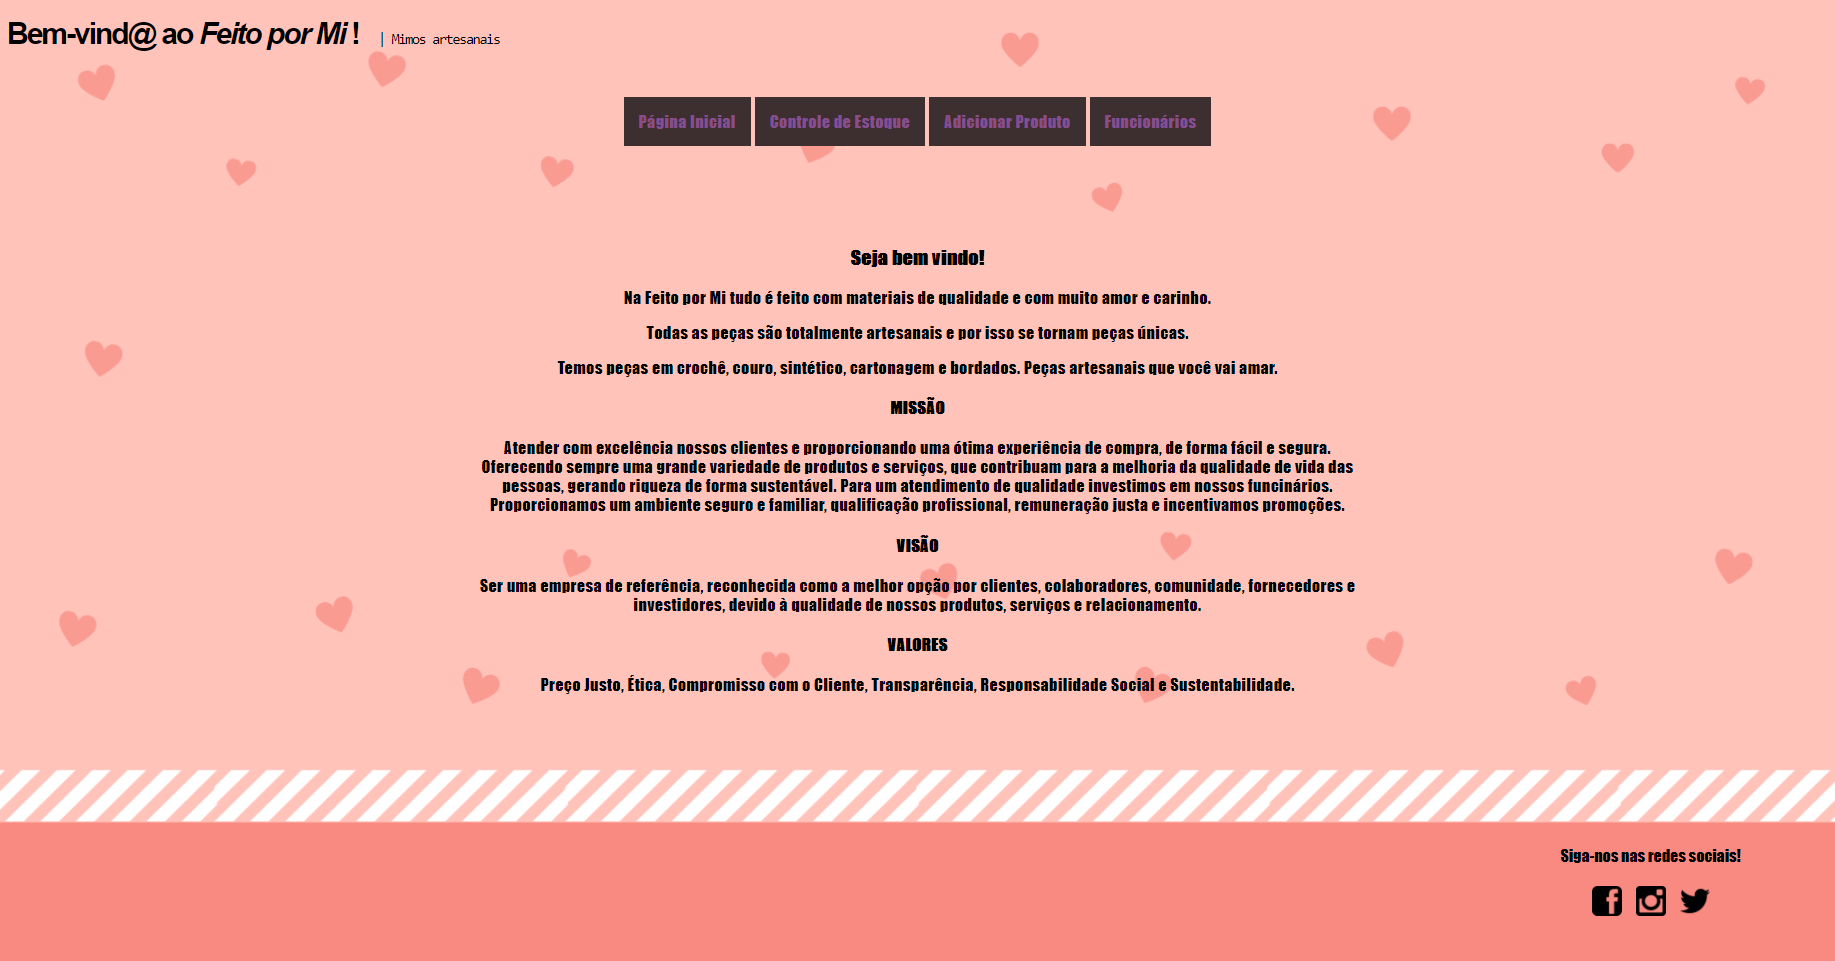 Bem-vind@ ao Feito por Mi ! | Mimos artesanais
Página Inicial Controle de Estoque Adicionar Produto Funcionários
Seja bem vindo!
Na Feito por Mi tudo é feito com materiais de qualidade e com muito amor e carinho.
Todas as peças são totalmente artesanais e por isso se tornam peças únicas.
Temos peças em crochê, couro, sintético, cartonagem e bordados. Peças artesanais que você vai amar.
MISSÃO
Atender com excelência nossos clientes e proporcionando uma ótima experiência de compra, de forma fácil e segura.
Oferecendo sempre uma grande variedade de produtos e serviços, que contribuam para a melhoria da qualidade de vida das
pessoas, gerando riqueza de forma sustentável. Para um atendimento de qualidade investimos em nossos funcinários.
Proporcionamos um ambiente seguro e familiar, qualificação profissional, remuneração justa e incentivamos promoções.
VISÃO
Ser uma empresa de referência, reconhecida como a melhor opção por clientes, colaboradores, comunidade, fornecedores e
investidores, devido à qualidade de nossos produtos, serviços e relacionamento.
VALORES
Preço Justo, Ética, Compromisso com o Cliente, Transparência, Responsabilidade Social e Sustentabilidade.
Siga-nos nas redes sociais!